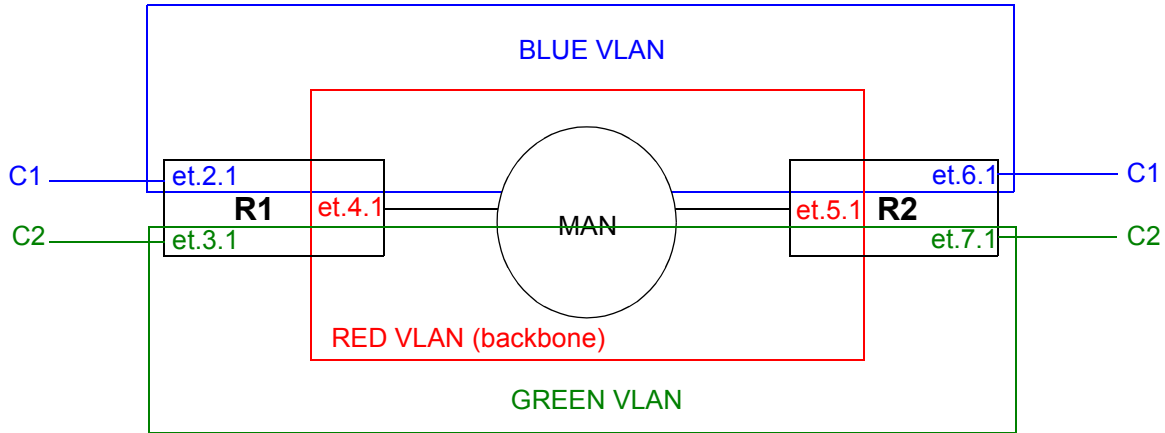 BLUE VLAN
C1
et.2.1
et.6.1
C1
R1
et.4.1
MAN
et.5.1
R2
C2
et.3.1
et.7.1
C2
RED VLAN (backbone)
GREEN VLAN